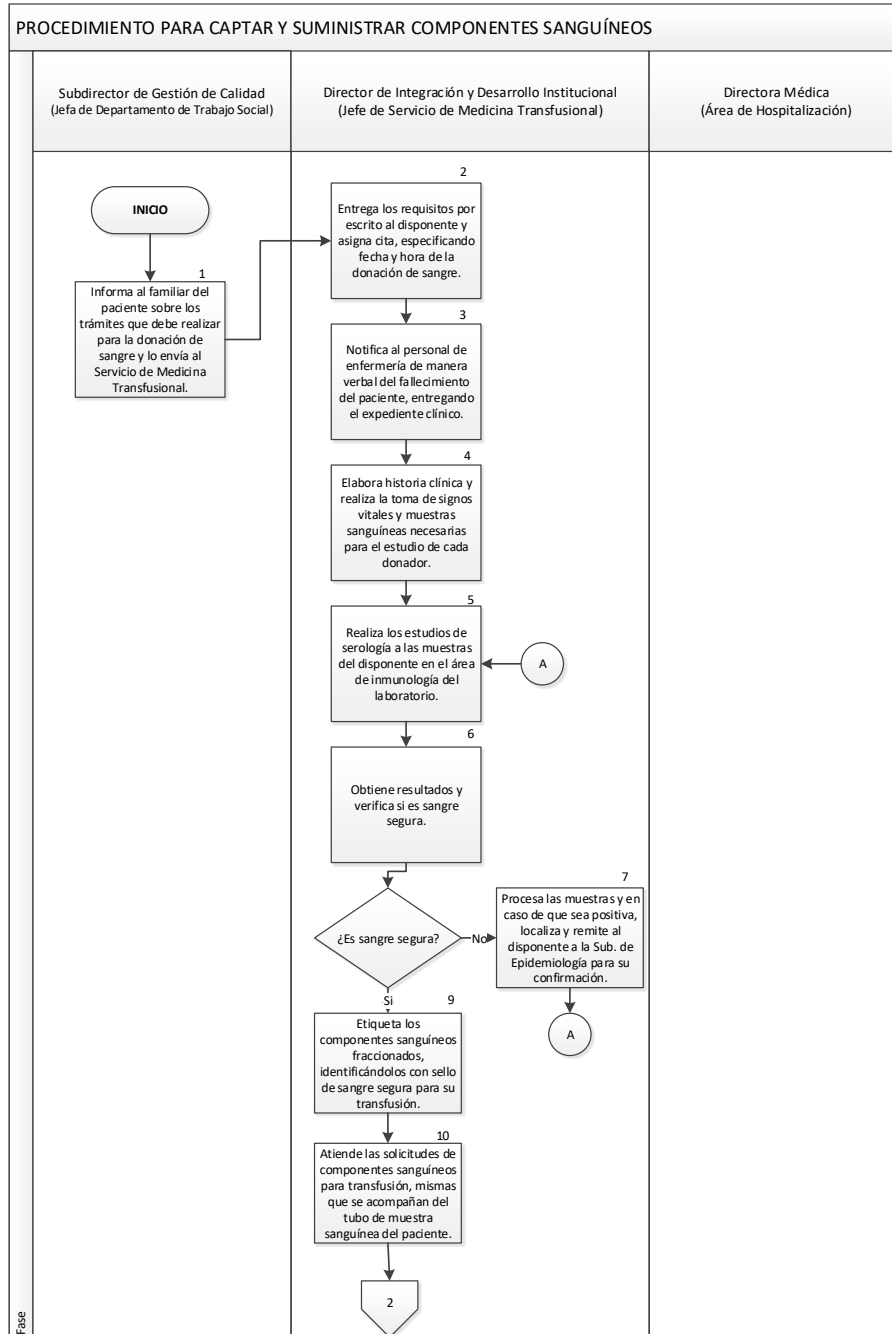 PROCEDIMIENTO PARA CAPTAR Y SUMINISTRAR COMPONENTES SANGUÍNEOS
Subdirector de Gestión de Calidad
(Jefa de Departamento de Trabajo Social)
Director de Integración y Desarrollo Institucional
(Jefe de Servicio de Medicina Transfusional)
Directora Médica
(Área de Hospitalización)
INICIO
1
Informa al familiar del
paciente sobre los
trámites que debe realizar
para la donación de
sangre y lo envía al
Servicio de Medicina
Transfusional.
2
Entrega los requisitos por
escrito al disponente y
asigna cita, especificando
fecha y hora de la
donación de sangre.
3
Notifica al personal de
enfermería de manera
verbal del fallecimiento
del paciente, entregando
el expediente clínico.
4
Elabora historia clínica y
realiza la toma de signos
vitales y muestras
sanguíneas necesarias
para el estudio de cada
donador.
5
Realiza los estudios de
serología a las muestras
del disponente en el área
de inmunología del
laboratorio.
A
6
Obtiene resultados y
verifica si es sangre
segura.
¿Es sangre segura?
No
7
Procesa las muestras y en
caso de que sea positiva,
localiza y remite al
disponente a la Sub. de
Epidemiología para su
confirmación.
A
Si
9
Etiqueta los
componentes sanguíneos
fraccionados,
identificándolos con sello
de sangre segura para su
transfusión.
10
Atiende las solicitudes de
componentes sanguíneos
para transfusión, mismas
que se acompañan del
tubo de muestra
sanguínea del paciente.
2
Fase